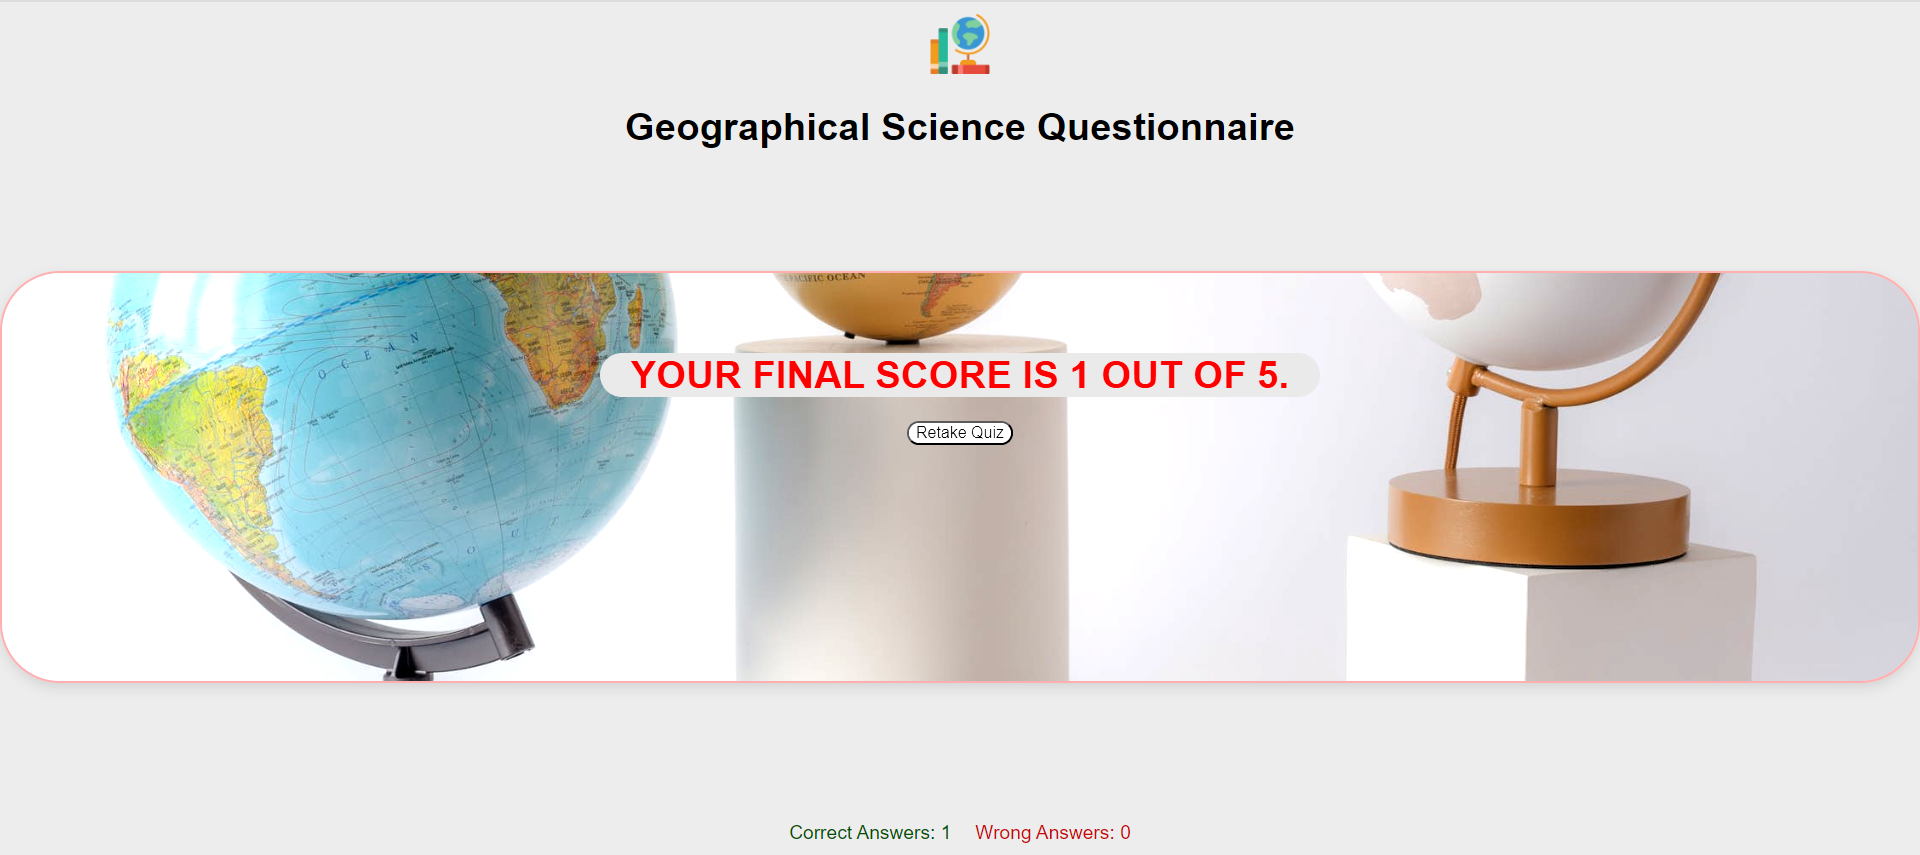 Geographical Science Questionnaire
PACIFIC OCEAN
OCEAN
YOUR FINAL SCORE IS 1 OUT OF 5.
Retake Quiz
Correct Answers: 1 Wrong Answers: 0